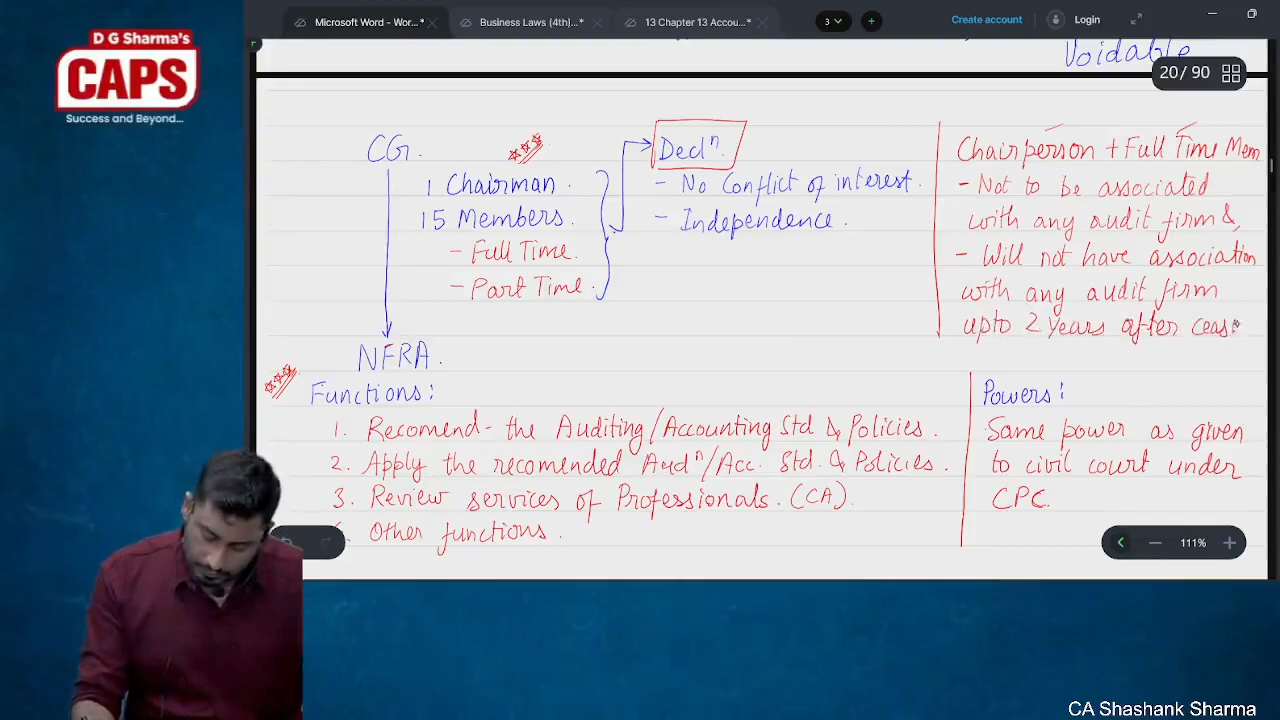 D G Sharma's
CAPS
Success and Beyond...
Microsoft Word - Wor...*
Business Laws (4th)...*
13 Chapter 13 Accou...*
3
Create account
Login
Voidable
20 / 90
CG.
1 Chairman.
15 Members.
- Full Time.
- Part Time.
NFRA.
Decl^n.
- No Conflict of interest.
- Independence.
Chairperson + Full Time Mem
- Not to be associated
with any audit firm &
- Will not have association
with any audit firm
upto 2 years after ceas
Functions:
1. Recomend - the Auditing/Accounting Std & Policies.
2. Apply the recomended Aud^n/Acc. Std. & Policies.
3. Review services of Professionals. (CA).
Other functions.
Powers:
Same power as given
to civil court under
CPC.
111%
CA Shashank Sharma